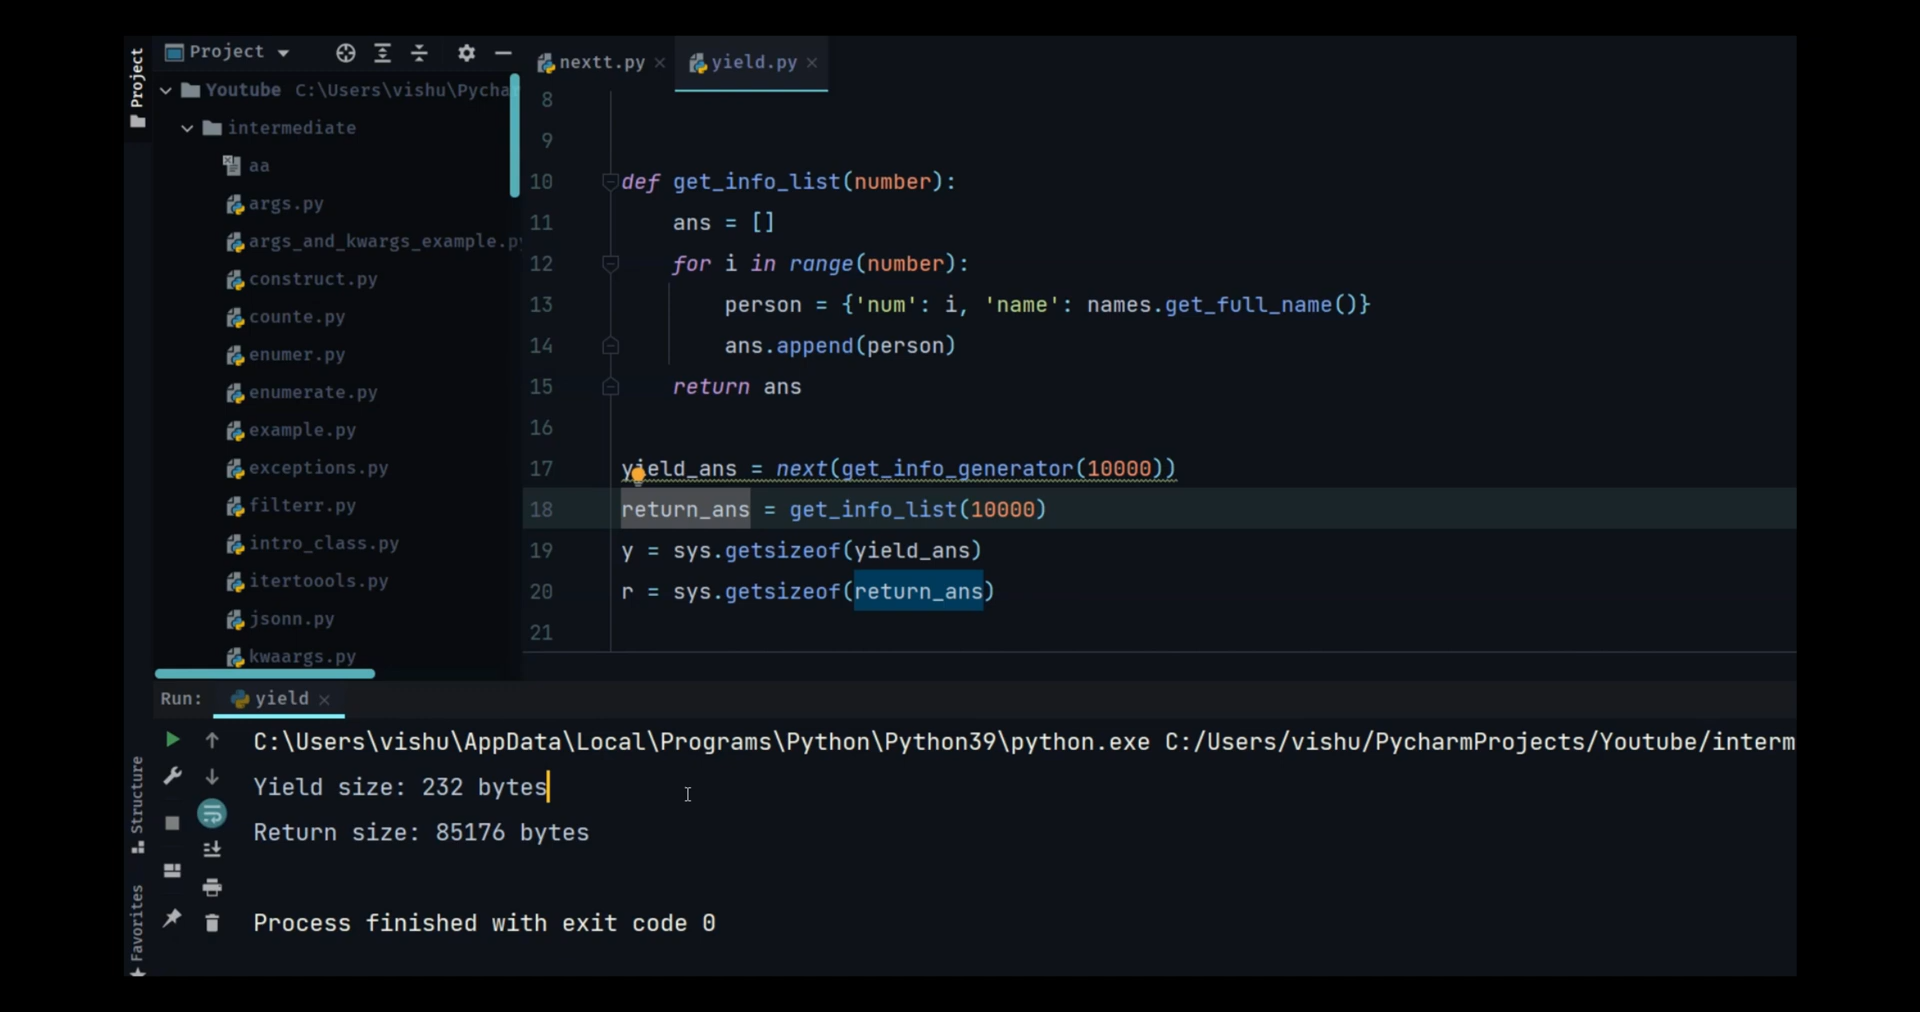 Project
Project
Youtube C:\Users\vishu\Pychar
intermediate
aa
args.py
args_and_kwargs_example.py
construct.py
counte.py
enumer.py
enumerate.py
example.py
exceptions.py
filterr.py
intro_class.py
itertoools.py
jsonn.py
kwaargs.py
nextt.py
yield.py
8
9
10 def get_info_list(number):
11 ans = []
12 for i in range(number):
13 person = {'num': i, 'name': names.get_full_name()}
14 ans.append(person)
15 return ans
16
17 yield_ans = next(get_info_generator(10000))
18 return_ans = get_info_list(10000)
19 y = sys.getsizeof(yield_ans)
20 r = sys.getsizeof(return_ans)
21
Run: yield
C:\Users\vishu\AppData\Local\Programs\Python\Python39\python.exe C:/Users/vishu/PycharmProjects/Youtube/interm
Yield size: 232 bytes
Return size: 85176 bytes
Process finished with exit code 0
Structure
Favorites